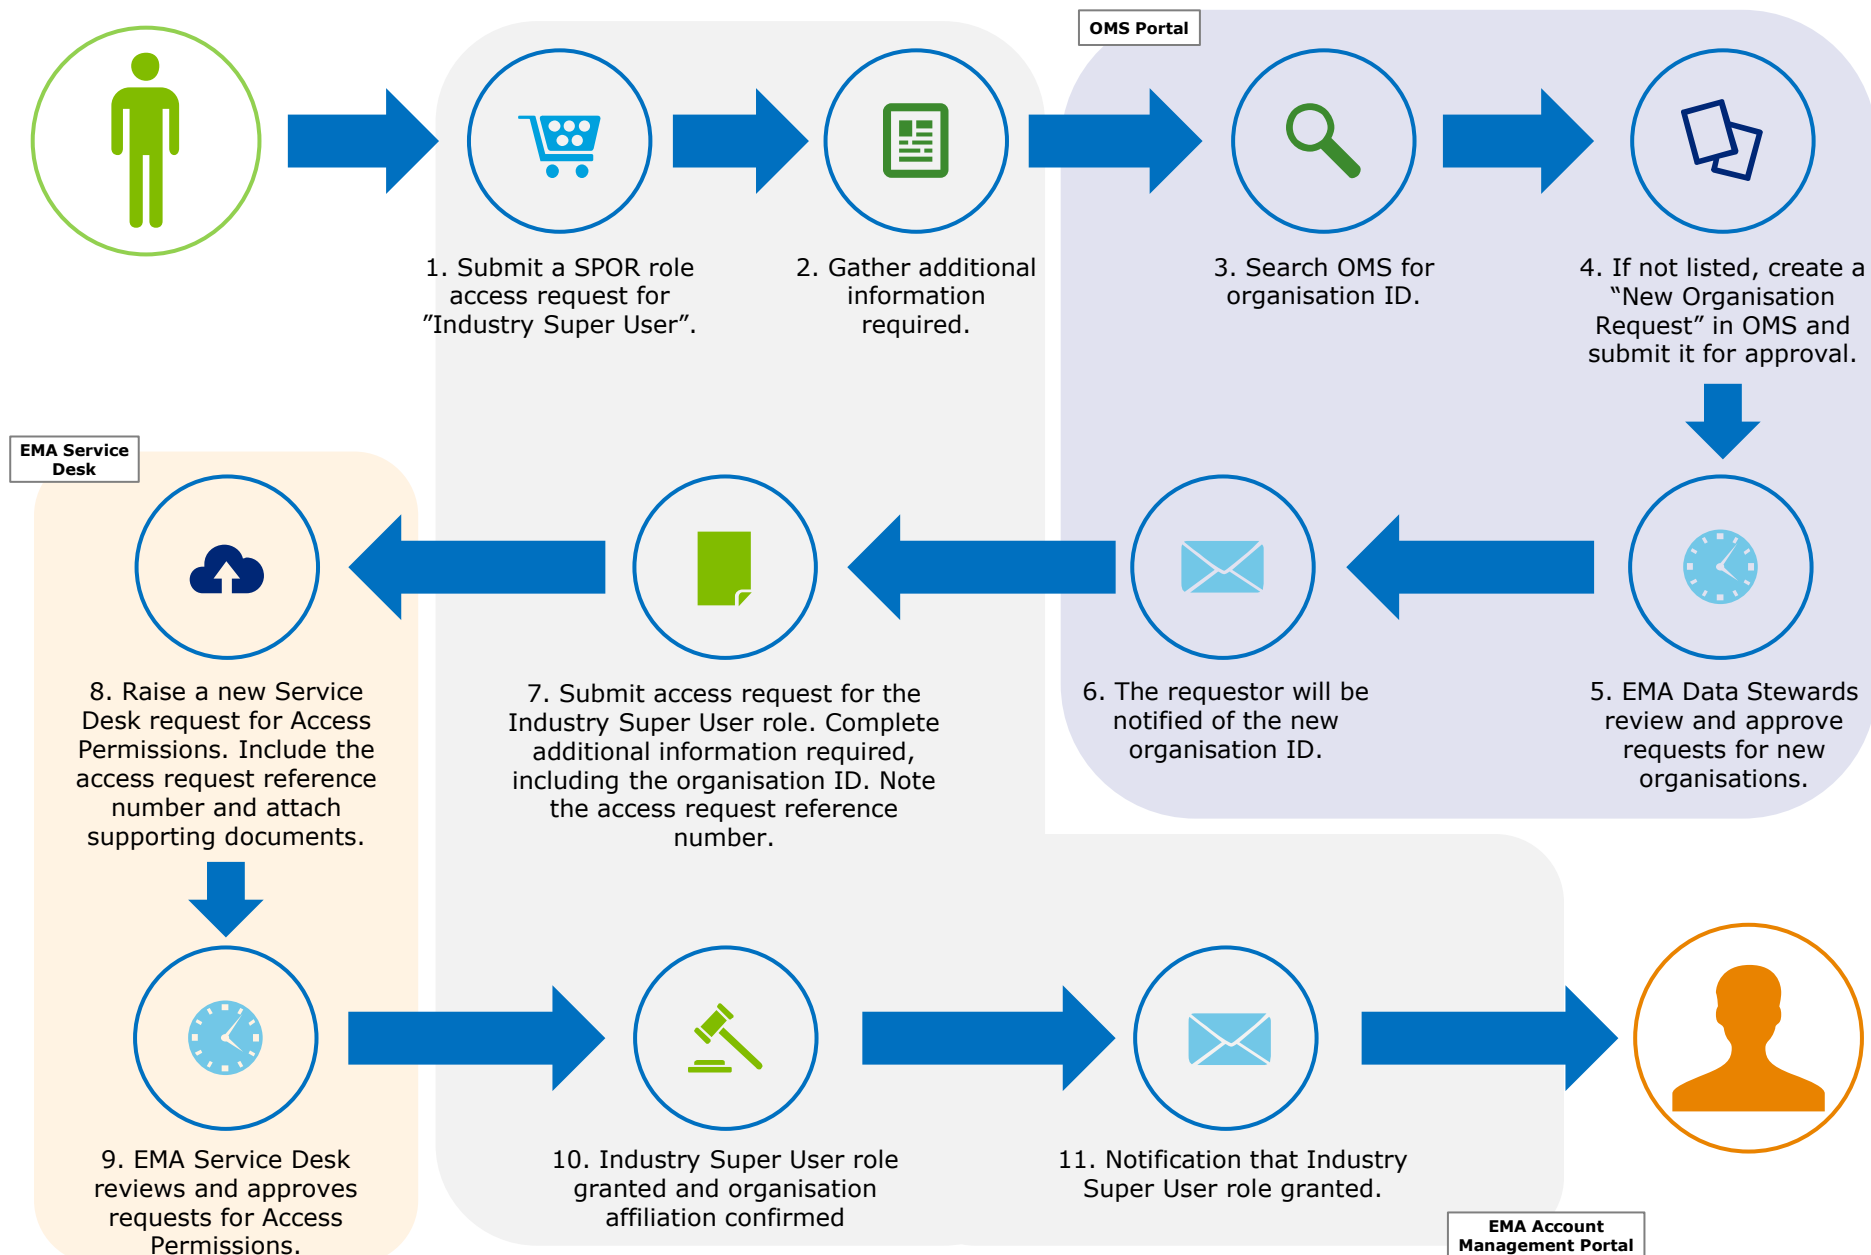 OMS Portal
1. Submit a SPOR role
access request for
”Industry Super User”.
2. Gather additional
information
required.
3. Search OMS for
organisation ID.
4. If not listed, create a
“New Organisation
Request” in OMS and
submit it for approval.
EMA Service
Desk
8. Raise a new Service
Desk request for Access
Permissions. Include the
access request reference
number and attach
supporting documents.
7. Submit access request for the
Industry Super User role. Complete
additional information required,
including the organisation ID. Note
the access request reference
number.
6. The requestor will be
notified of the new
organisation ID.
5. EMA Data Stewards
review and approve
requests for new
organisations.
9. EMA Service Desk
reviews and approves
requests for Access
Permissions.
10. Industry Super User role
granted and organisation
affiliation confirmed
11. Notification that Industry
Super User role granted.
EMA Account
Management Portal